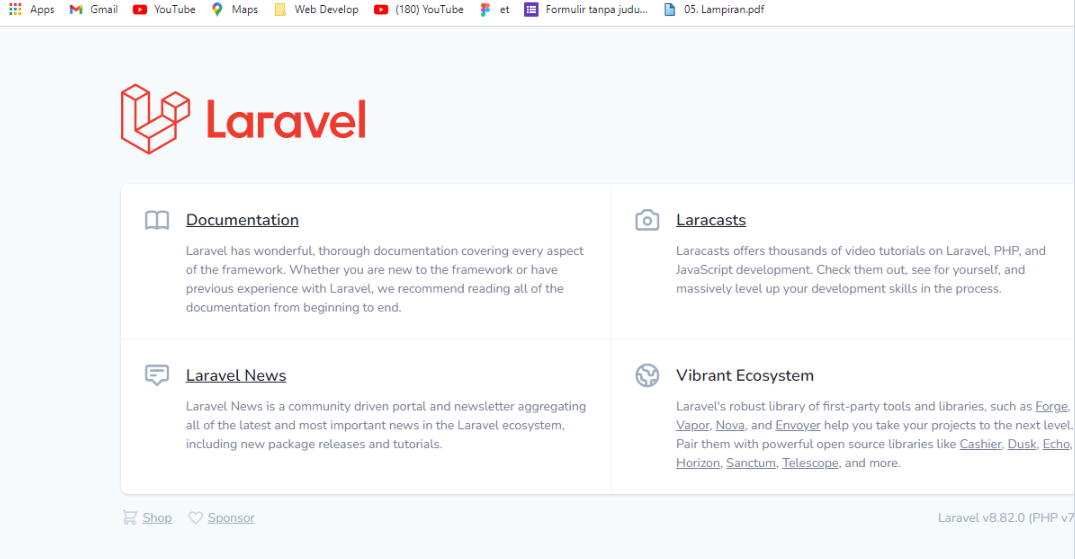 Apps Gmail YouTube Maps Web Develop (180) YouTube et Formulir tanpa judu... 05. Lampiran.pdf
Laravel
Documentation
Laravel has wonderful, thorough documentation covering every aspect
of the framework. Whether you are new to the framework or have
previous experience with Laravel, we recommend reading all of the
documentation from beginning to end.
Laracasts
Laracasts offers thousands of video tutorials on Laravel, PHP, and
JavaScript development. Check them out, see for yourself, and
massively level up your development skills in the process.
Laravel News
Laravel News is a community driven portal and newsletter aggregating
all of the latest and most important news in the Laravel ecosystem,
including new package releases and tutorials.
Vibrant Ecosystem
Laravel's robust library of first-party tools and libraries, such as Forge,
Vapor, Nova, and Envoyer help you take your projects to the next level.
Pair them with powerful open source libraries like Cashier, Dusk, Echo,
Horizon, Sanctum, Telescope, and more.
Shop Sponsor
Laravel v8.82.0 (PHP v7